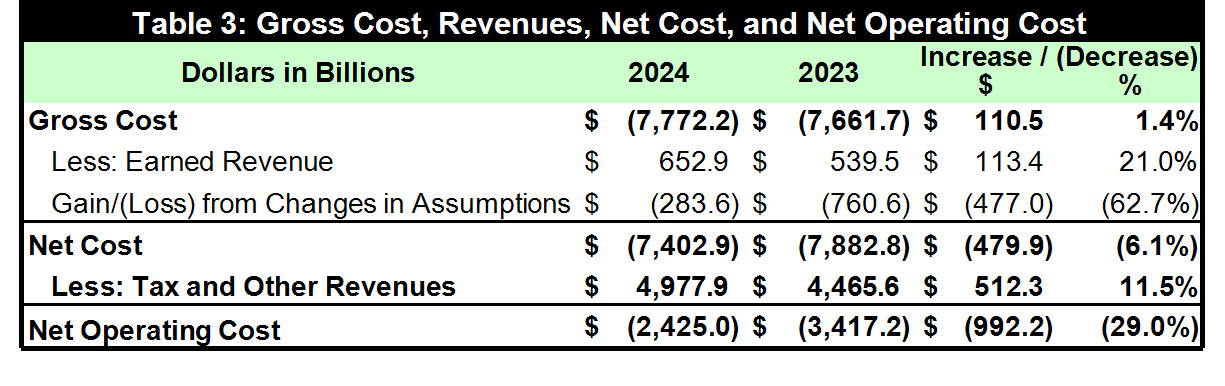 Table 3: Gross Cost, Revenues, Net Cost, and Net Operating Cost
Dollars in Billions 2024 2023 Increase / (Decrease)
$ %
Gross Cost $ (7,772.2) $ (7,661.7) $ 110.5 1.4%
Less: Earned Revenue $ 652.9 $ 539.5 $ 113.4 21.0%
Gain/(Loss) from Changes in Assumptions $ (283.6) $ (760.6) $ (477.0) (62.7%)
Net Cost $ (7,402.9) $ (7,882.8) $ (479.9) (6.1%)
Less: Tax and Other Revenues $ 4,977.9 $ 4,465.6 $ 512.3 11.5%
Net Operating Cost $ (2,425.0) $ (3,417.2) $ (992.2) (29.0%)